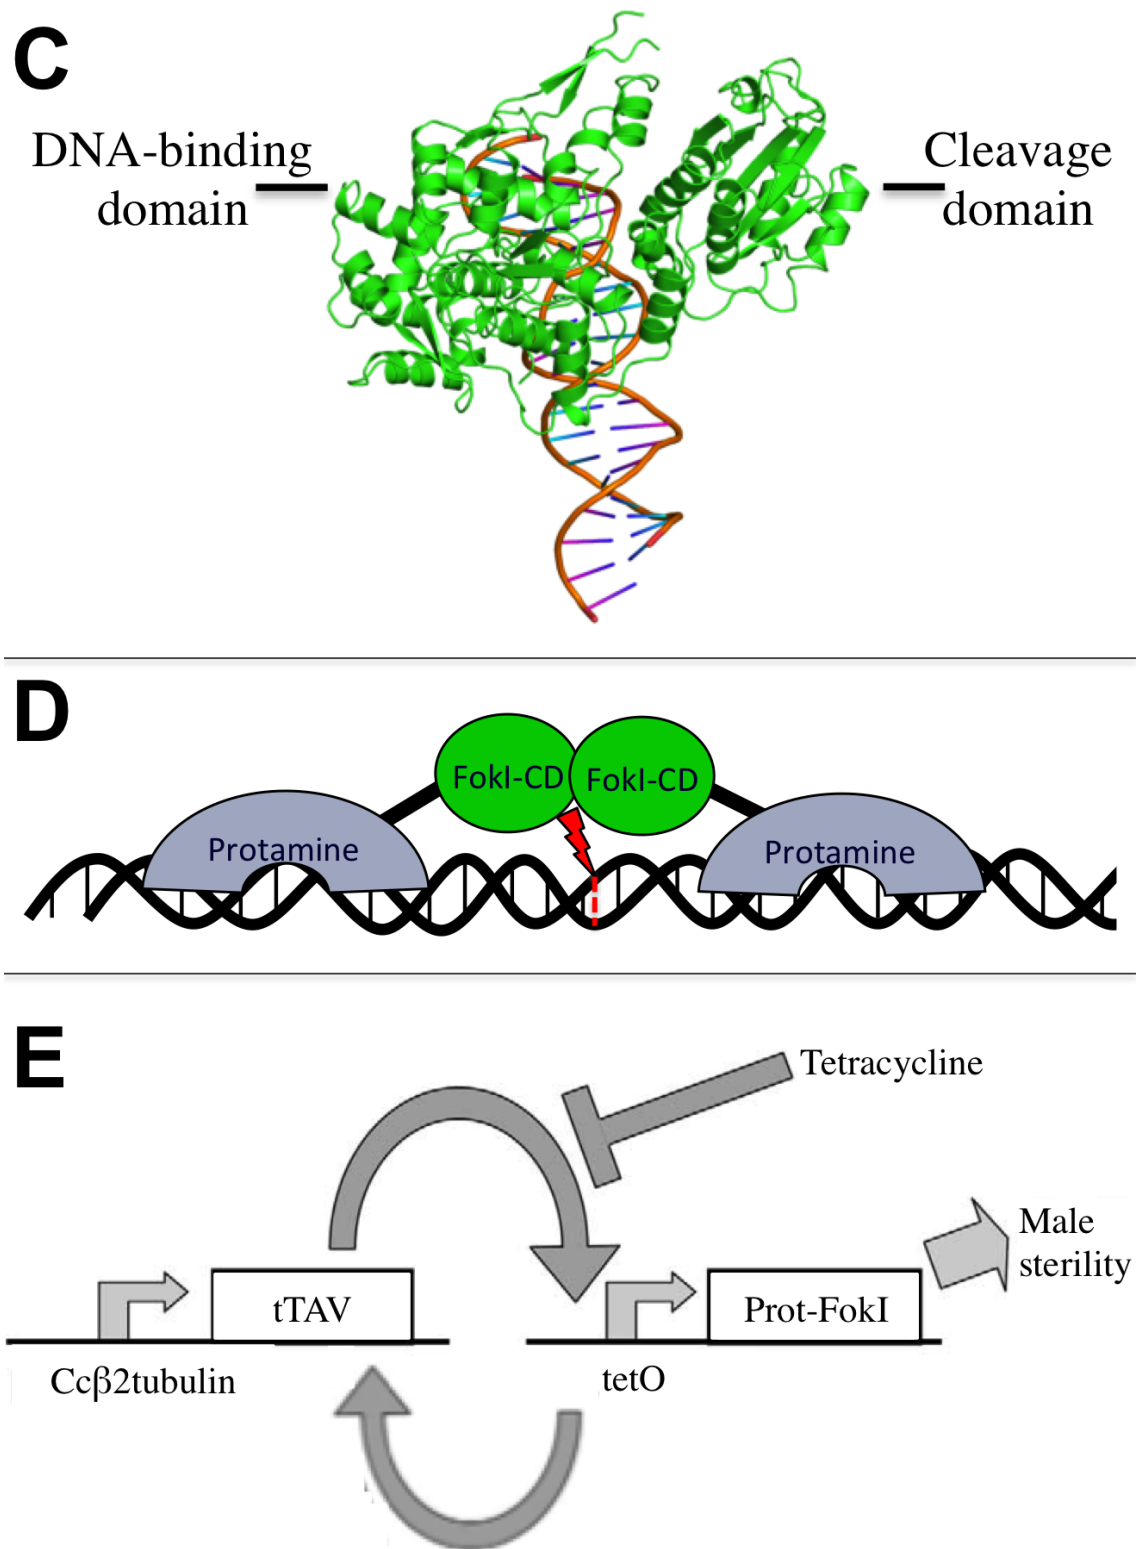 C
DNA-binding
domain
Cleavage
domain
D
FokI-CD
FokI-CD
Protamine
Protamine
E
Tetracycline
Male
sterility
tTAV
Prot-FokI
Ccβ2tubulin
tetO